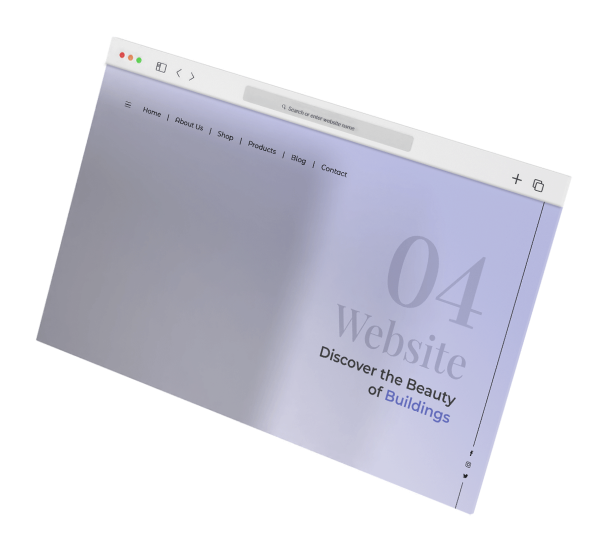 Search or enter website name
Home | About Us | Shop | Products | Blog | Contact
04
Website
Discover the Beauty
of Buildings